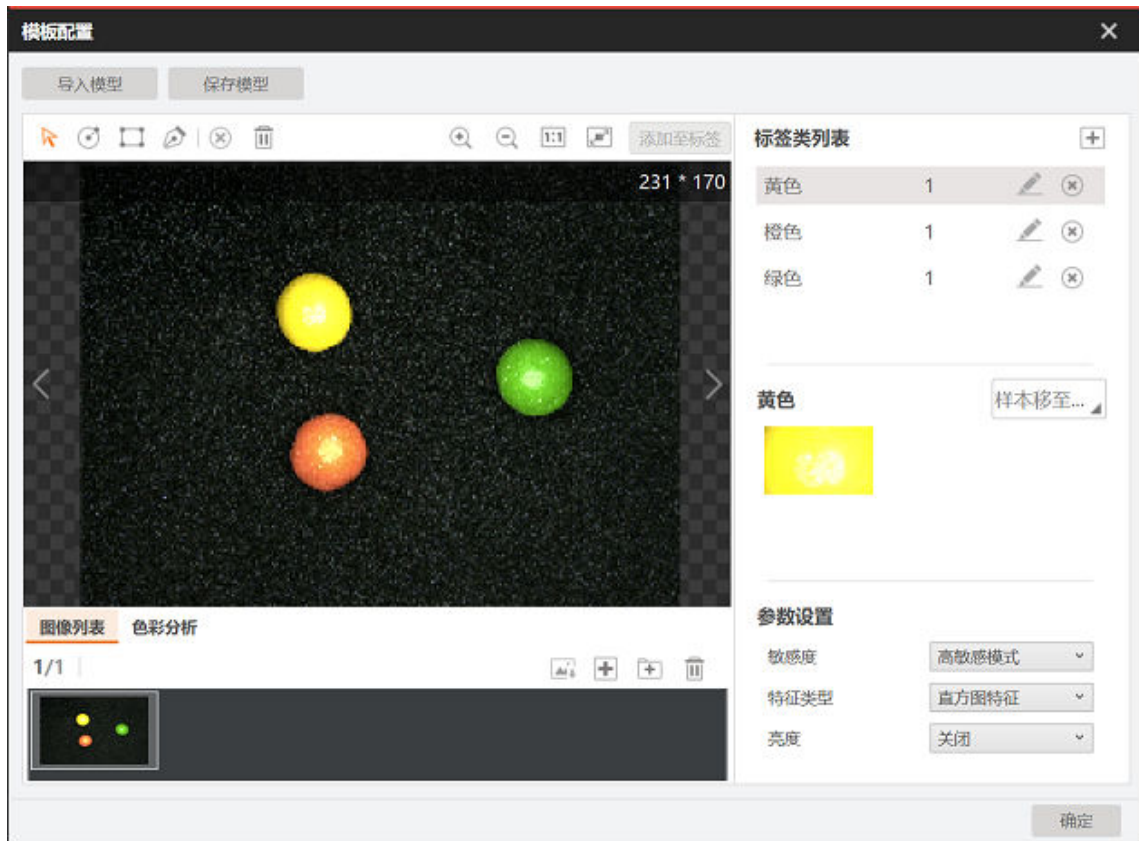 模板配置
导入模型 保存模型
1:1 添加至标签
231 * 170
标签类列表
黄色 1
橙色 1
绿色 1
黄色 样本移至...
图像列表 色彩分析
1/1
参数设置
敏感度 高敏感模式
特征类型 直方图特征
亮度 关闭
确定